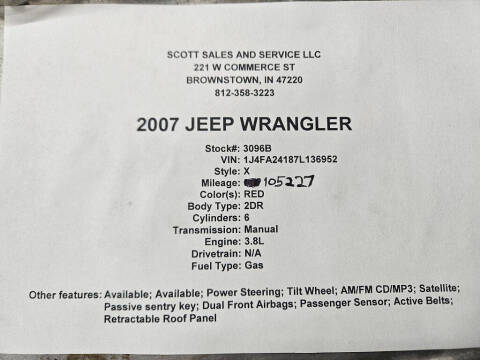 SCOTT SALES AND SERVICE LLC
221 W COMMERCE ST
BROWNSTOWN, IN 47220
812-358-3223
2007 JEEP WRANGLER
Stock#: 3096B
VIN: 1J4FA24187L136952
Style: X
Mileage: 105227
Color(s): RED
Body Type: 2DR
Cylinders: 6
Transmission: Manual
Engine: 3.8L
Drivetrain: N/A
Fuel Type: Gas
Other features: Available; Available; Power Steering; Tilt Wheel; AM/FM CD/MP3; Satellite;
Passive sentry key; Dual Front Airbags; Passenger Sensor; Active Belts;
Retractable Roof Panel